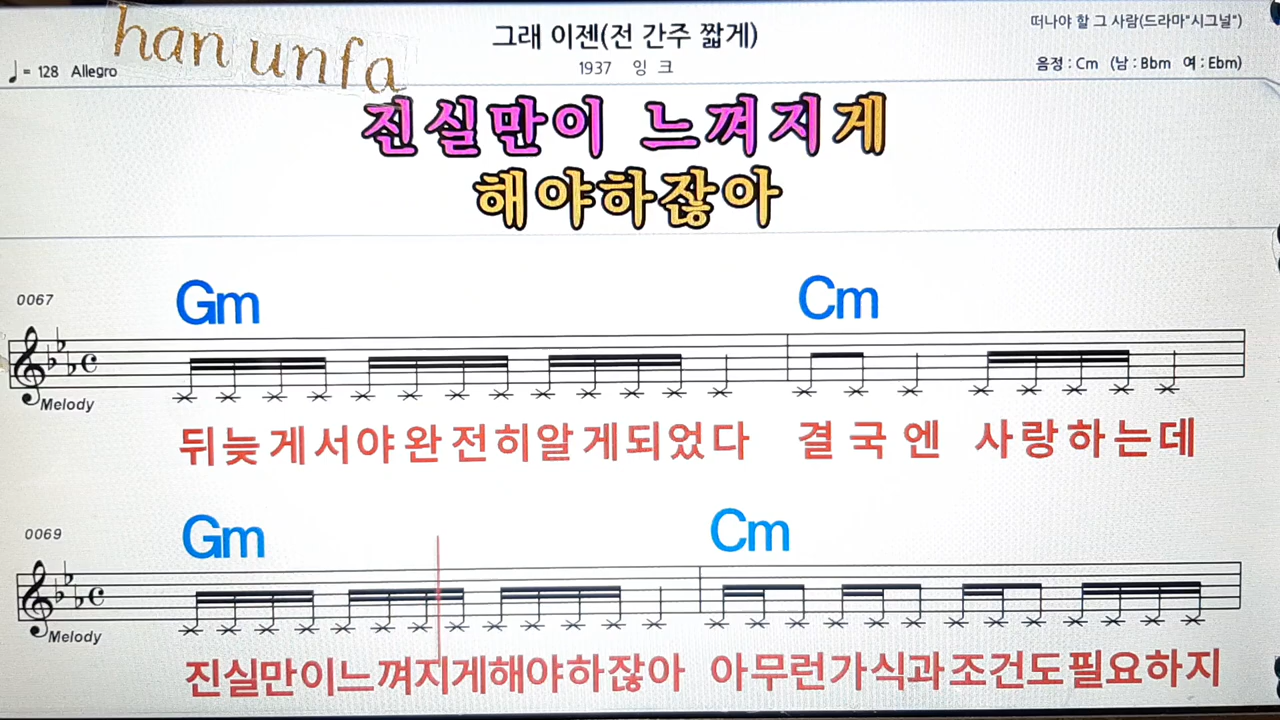 han unfa
그래 이젠(전 간주 짧게)
떠나야 할 그 사람(드라마"시그널")
♩= 128 Allegro
1937 잉 크
음정 : Cm (남 : Bbm 여 : Ebm)
진실만이 느껴지게
해야하잖아
0067
Gm Cm
Melody
뒤늦게서야완전히알게되었다 결국엔 사랑하는데
0069
Gm Cm
Melody
진실만이느껴지게해야하잖아 아무런가식과조건도필요하지